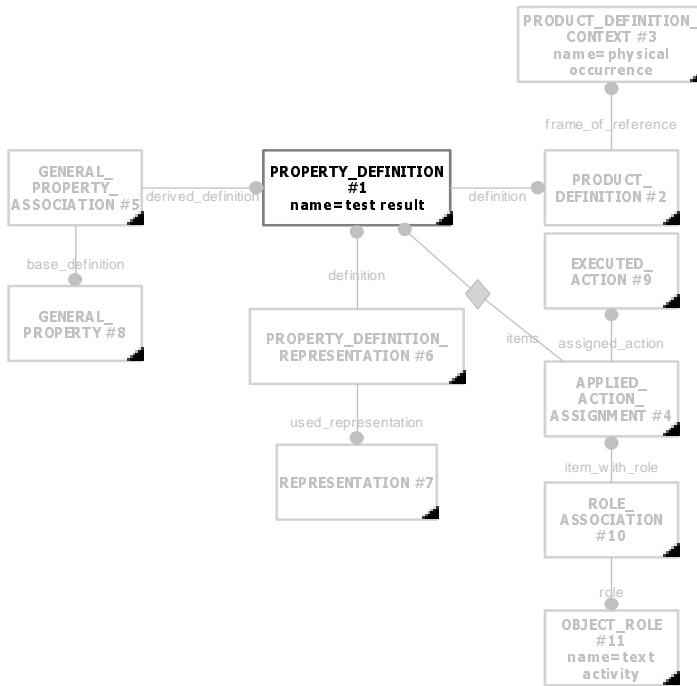 PRODUCT_DEFINITION_
CONTEXT #3
name=physical
occurrence
frame_of_reference
GENERAL_
PROPERTY_
ASSOCIATION #5
derived_definition
PROPERTY_DEFINITION
#1
name=test result
definition
PRODUCT_
DEFINITION #2
base_definition
definition
EXECUTED_
ACTION #9
GENERAL_
PROPERTY #8
PROPERTY_DEFINITION_
REPRESENTATION #6
items
assigned_action
APPLIED_
ACTION_
ASSIGNMENT #4
used_representation
REPRESENTATION #7
item_with_role
ROLE_
ASSOCIATION
#10
role
OBJECT_ROLE
#11
name=text
activity